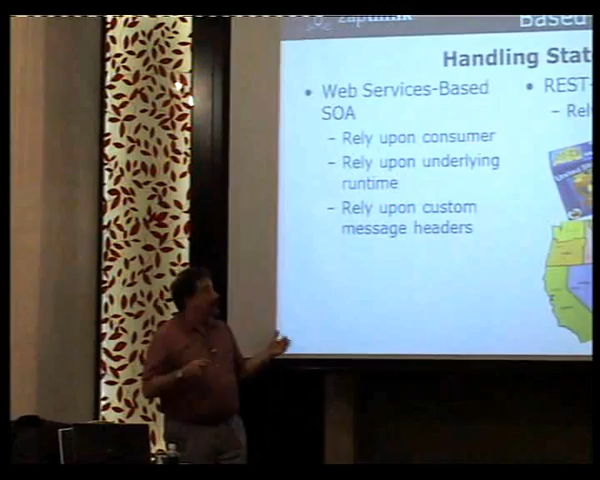 zapthink
Based
Handling Stat
• Web Services-Based
SOA
– Rely upon consumer
– Rely upon underlying
runtime
– Rely upon custom
message headers
• REST-
– Rel